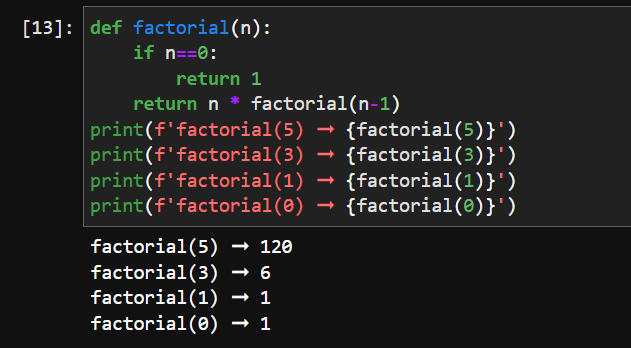 [13]: def factorial(n):
    if n==0:
        return 1
    return n * factorial(n-1)
print(f'factorial(5) → {factorial(5)}')
print(f'factorial(3) → {factorial(3)}')
print(f'factorial(1) → {factorial(1)}')
print(f'factorial(0) → {factorial(0)}')
factorial(5) → 120
factorial(3) → 6
factorial(1) → 1
factorial(0) → 1